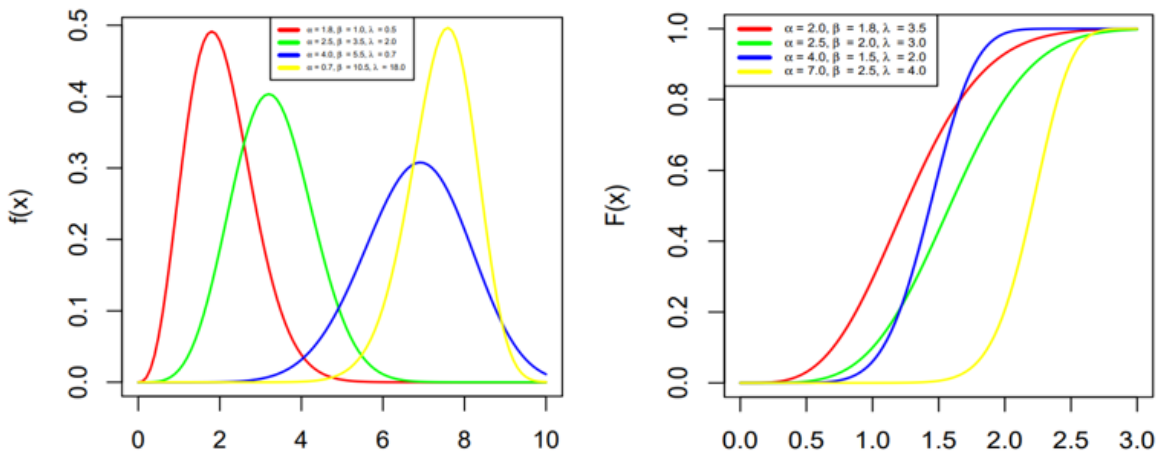 f(x)
0.5
0.4
0.3
0.2
0.1
0.0
α = 1.8, β = 1.0, λ = 0.5
α = 2.5, β = 3.5, λ = 2.0
α = 4.0, β = 5.5, λ = 0.7
α = 0.7, β = 10.5, λ = 18.0
0 2 4 6 8 10
F(x)
1.0
0.8
0.6
0.4
0.2
0.0
α = 2.0, β = 1.8, λ = 3.5
α = 2.5, β = 2.0, λ = 3.0
α = 4.0, β = 1.5, λ = 2.0
α = 7.0, β = 2.5, λ = 4.0
0.0 0.5 1.0 1.5 2.0 2.5 3.0